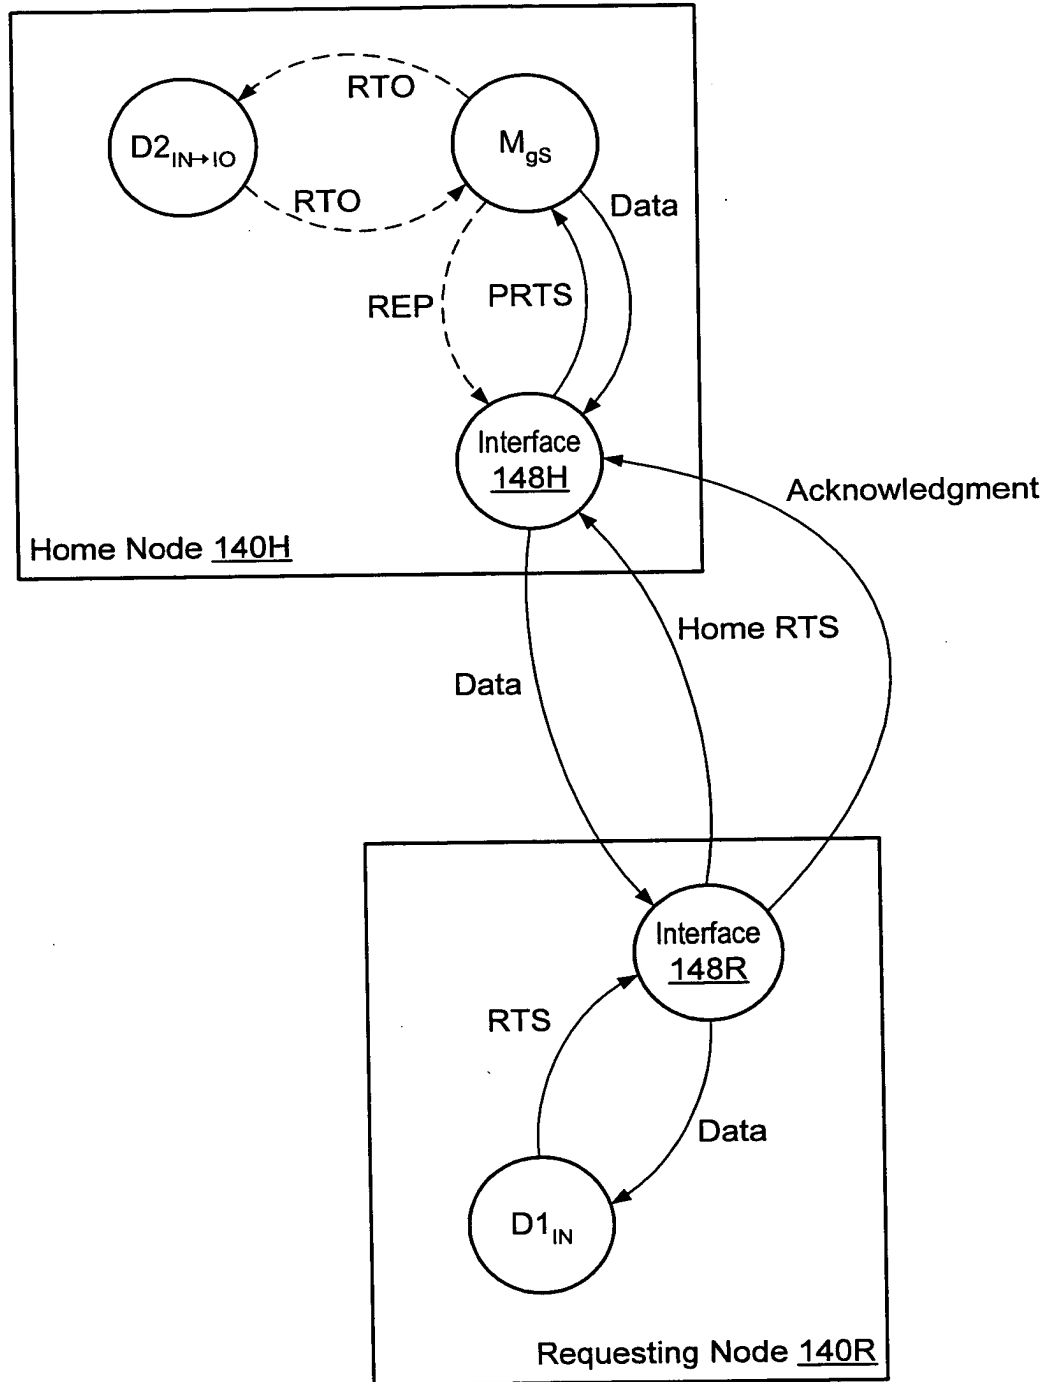 RTO
D2IN→IO
MgS
RTO
Data
REP
PRTS
Interface
148H
Acknowledgment
Home Node 140H
Home RTS
Data
Interface
148R
RTS
Data
D1IN
Requesting Node 140R